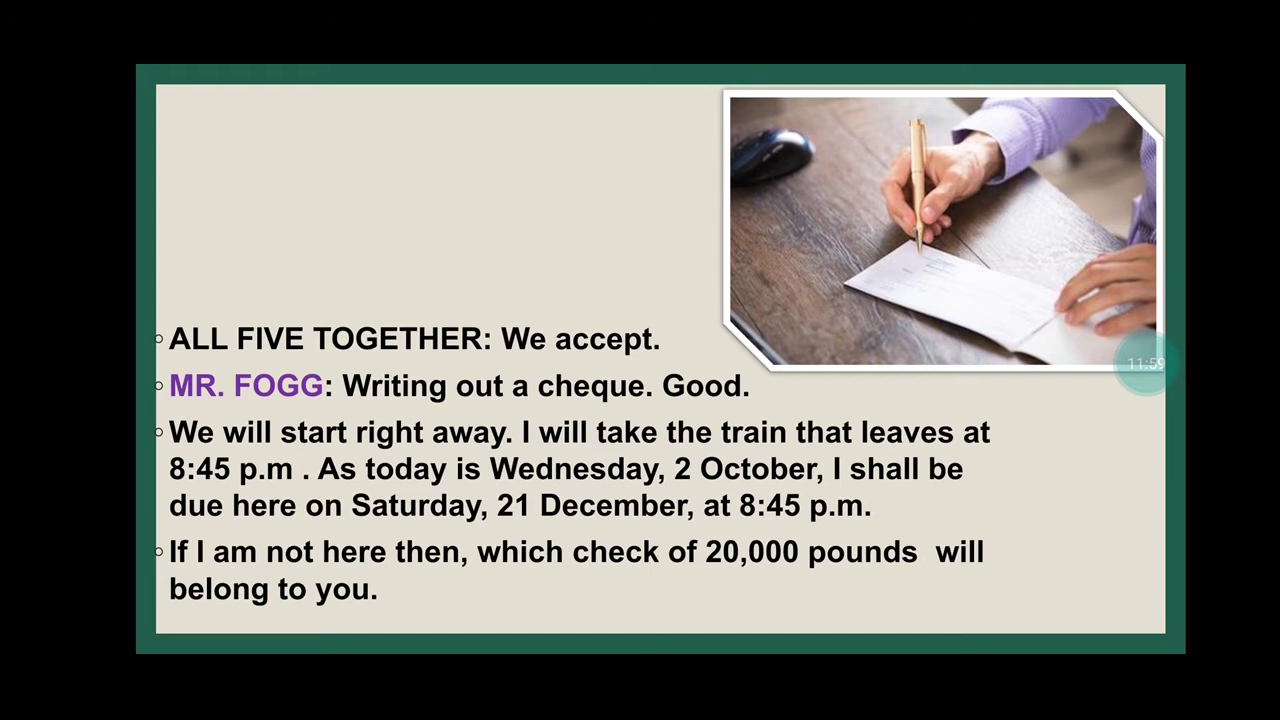 ALL FIVE TOGETHER: We accept.
MR. FOGG: Writing out a cheque. Good.
We will start right away. I will take the train that leaves at
8:45 p.m . As today is Wednesday, 2 October, I shall be
due here on Saturday, 21 December, at 8:45 p.m.
If I am not here then, which check of 20,000 pounds  will
belong to you.
11:59